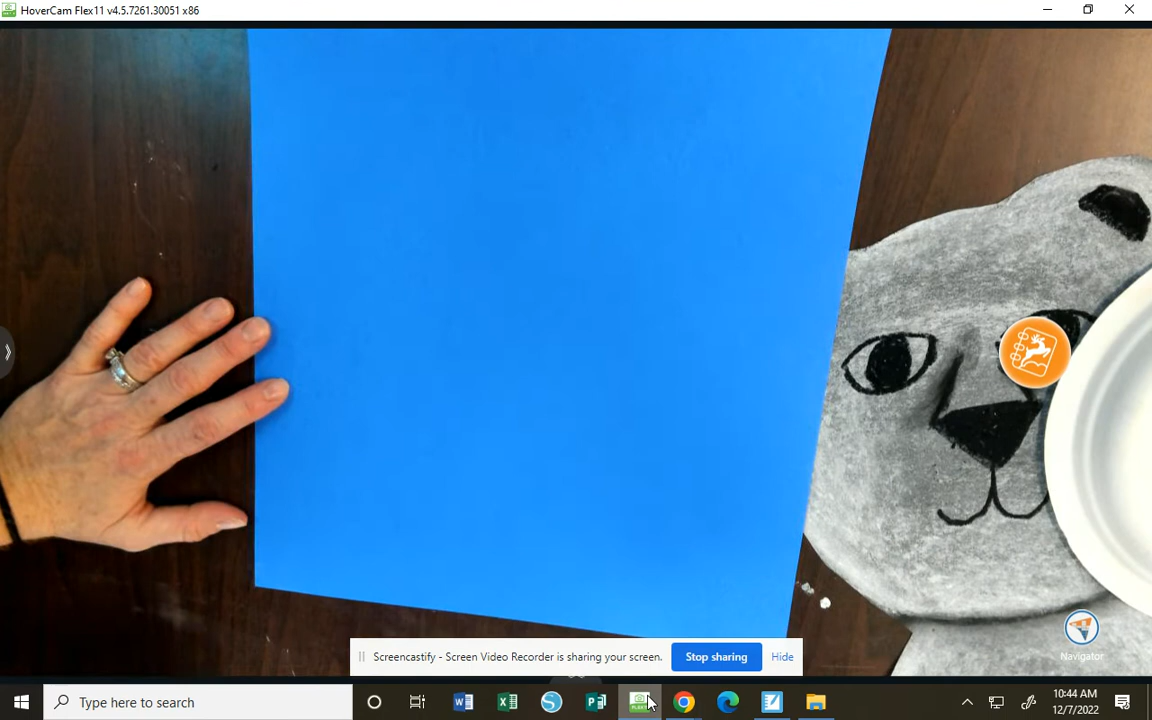 HoverCam Flex11 v4.5.7261.30051 x86
Navigator
Screencastify - Screen Video Recorder is sharing your screen.
Stop sharing
Hide
Type here to search
10:44 AM
12/7/2022